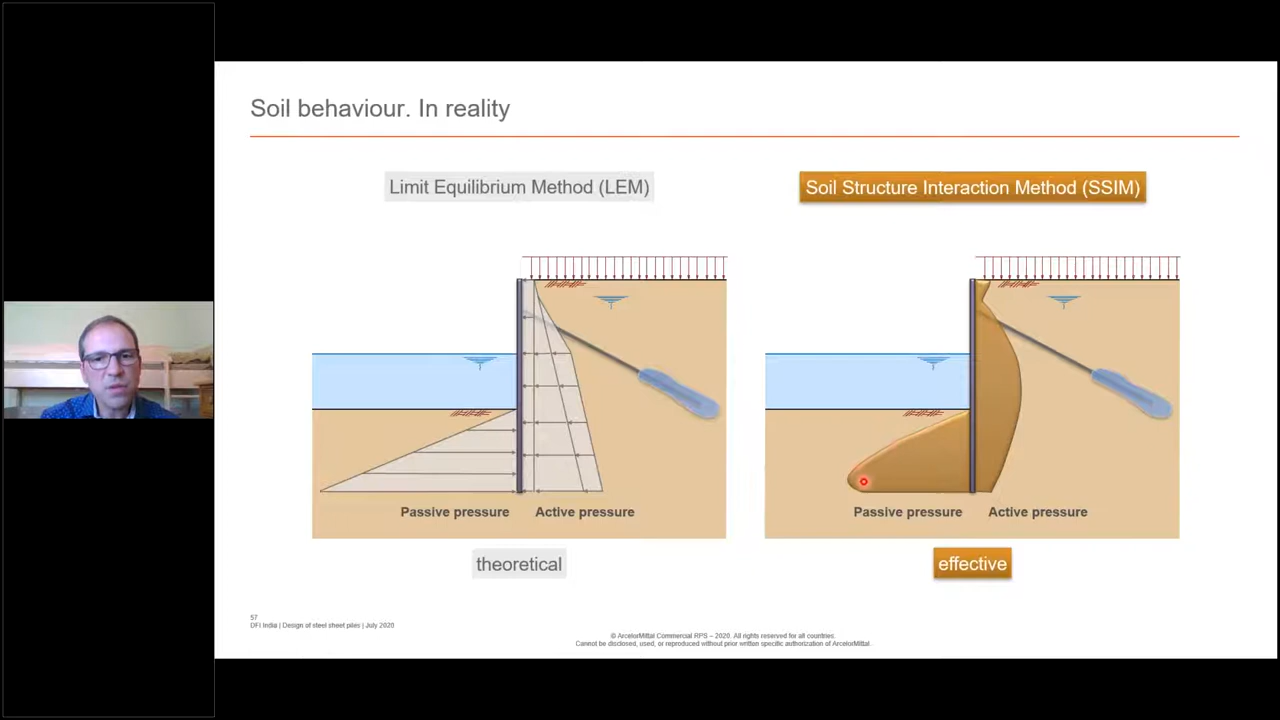 Soil behaviour. In reality
Limit Equilibrium Method (LEM)
Soil Structure Interaction Method (SSIM)
Passive pressure
Active pressure
Passive pressure
Active pressure
theoretical
effective
57
DFI India | Design of steel sheet piles | July 2020
© ArcelorMittal Commercial RPS – 2020. All rights reserved for all countries.
Cannot be disclosed, used, or reproduced without prior written specific authorization of ArcelorMittal.